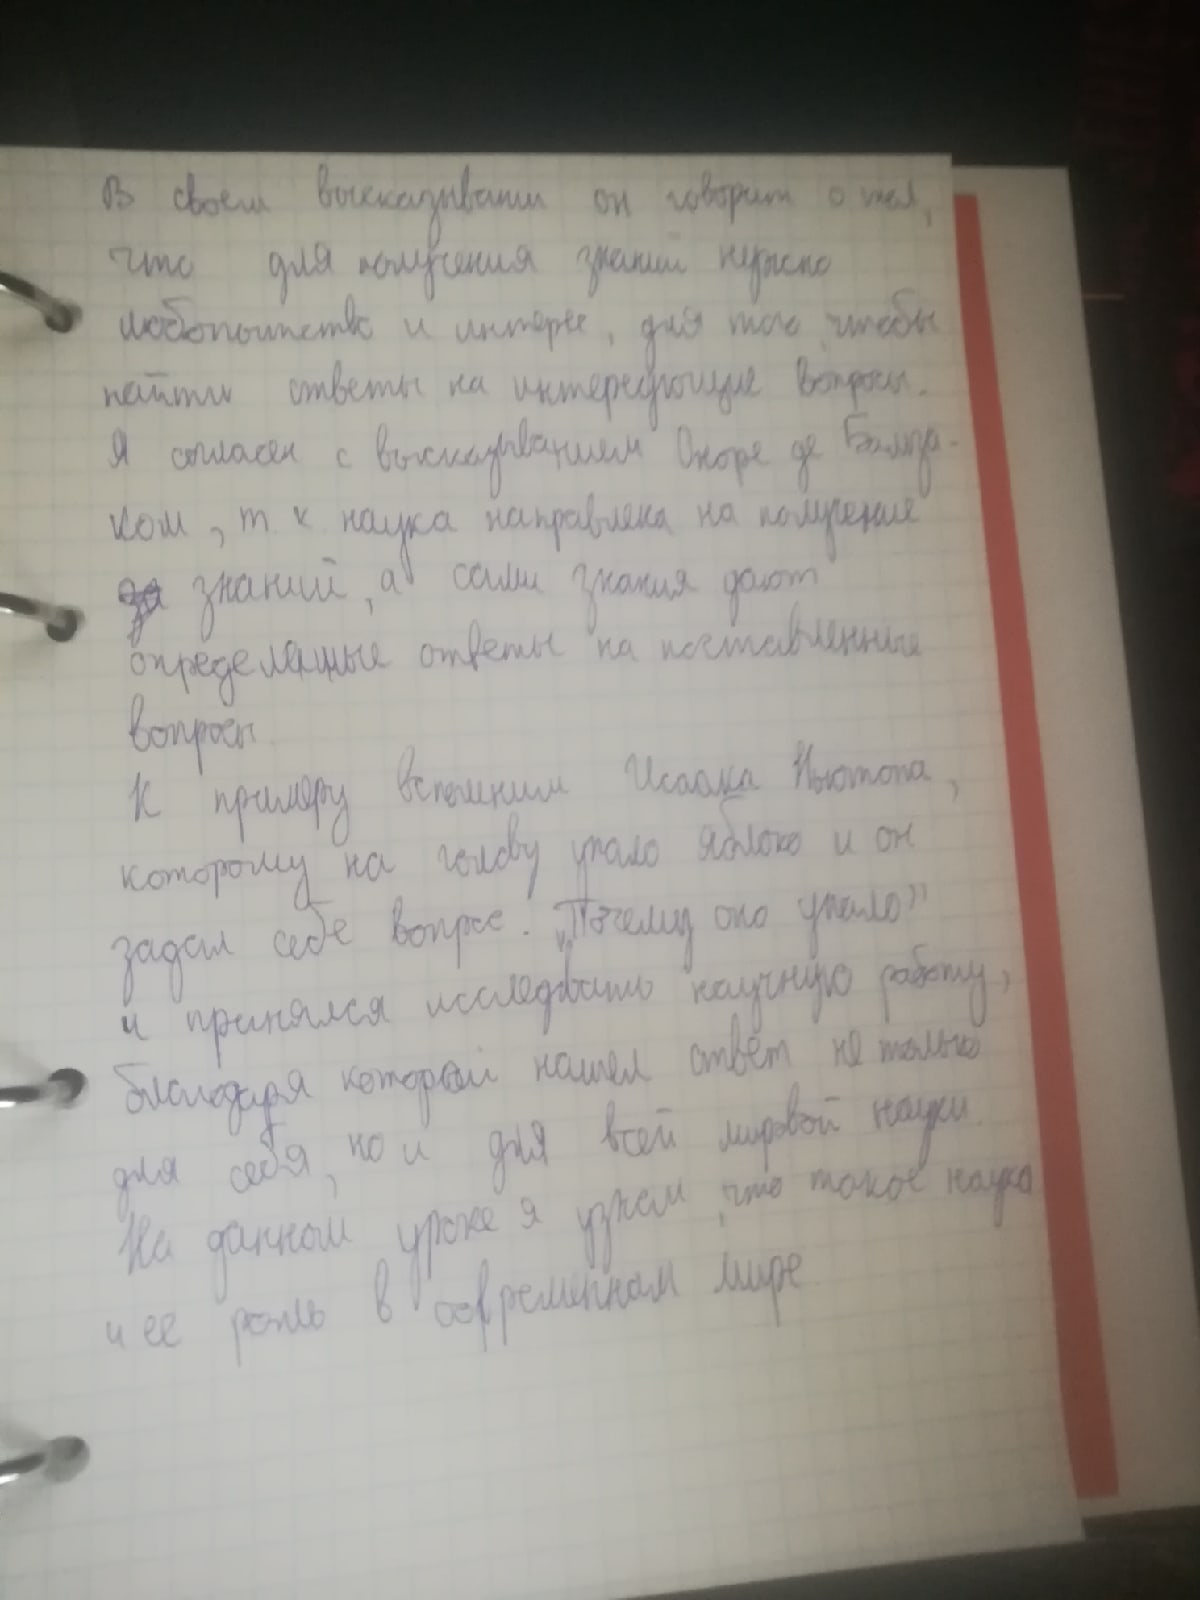 В своем высказывании он говорит о том,
что для получения знаний нужно
любопытство и интерес, для того, чтобы
найти ответы на интересующие вопросы.
Я согласен с высказыванием Оноре де Бальза-
ком, т. к наука направлена на получение
знаний, а сами знания дают
определенные ответы на поставленные
вопросы.
К примеру вспомним Исаака Ньютона,
которому на голову упало яблоко и он
задал себе вопрос. „Почему оно упало”
и принялся исследовать научную работу,
благодаря которой нашел ответ не только
для себя, но и для всей мировой науки.
На данном уроке я узнал, что такое наука
и ее роль в современном мире